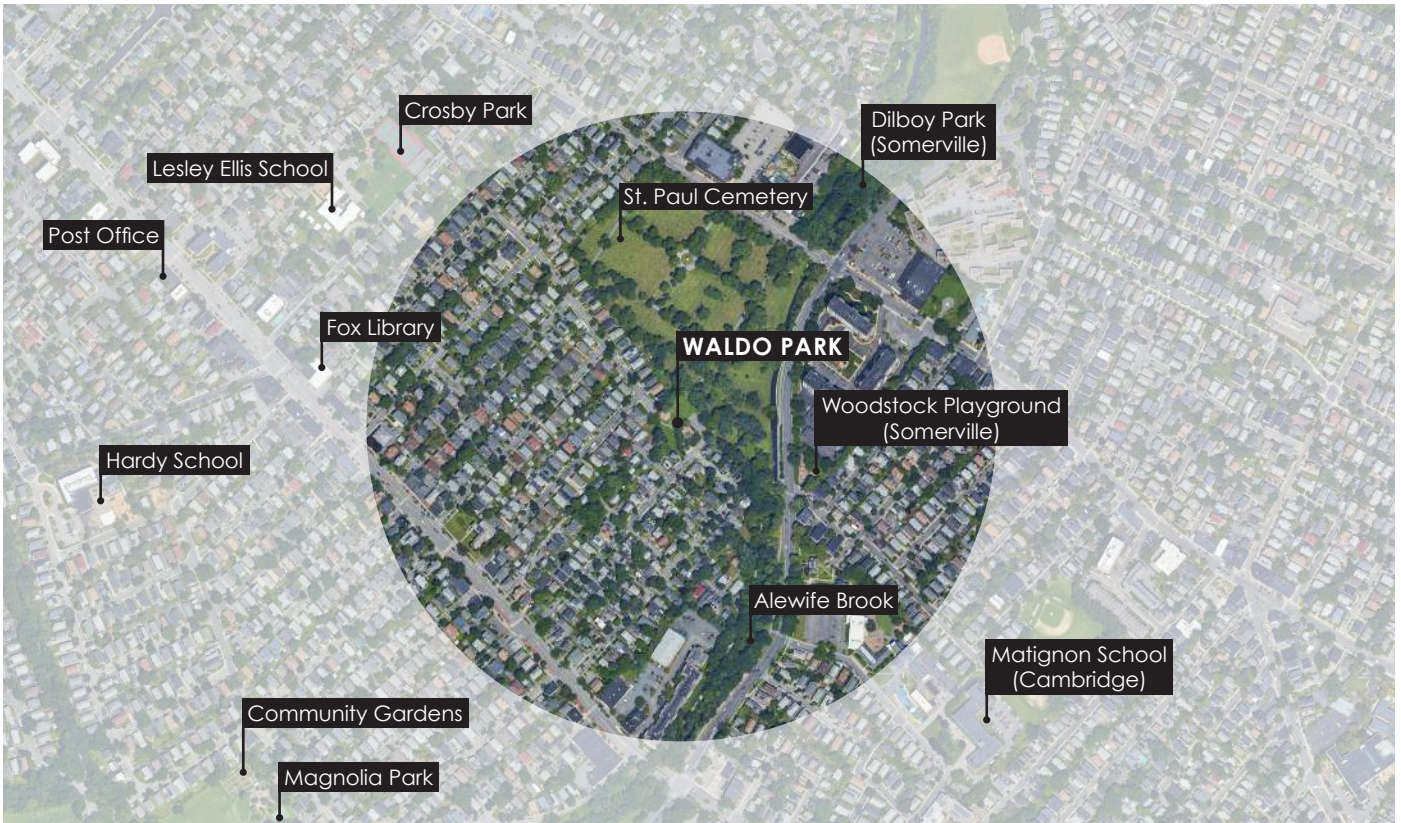 Crosby Park
Dilboy Park
(Somerville)
Lesley Ellis School
St. Paul Cemetery
Post Office
Fox Library
WALDO PARK
Woodstock Playground
(Somerville)
Hardy School
Alewife Brook
Matignon School
(Cambridge)
Community Gardens
Magnolia Park